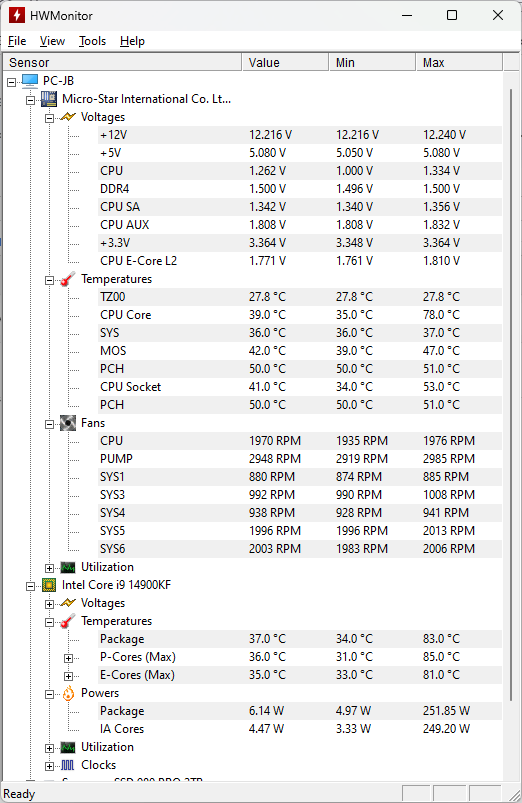 HWMonitor
File View Tools Help
Sensor Value Min Max
PC-JB
Micro-Star International Co. Lt...
Voltages
+12V 12.216 V 12.216 V 12.240 V
+5V 5.080 V 5.050 V 5.080 V
CPU 1.262 V 1.000 V 1.334 V
DDR4 1.500 V 1.496 V 1.500 V
CPU SA 1.342 V 1.340 V 1.356 V
CPU AUX 1.808 V 1.808 V 1.832 V
+3.3V 3.364 V 3.348 V 3.364 V
CPU E-Core L2 1.771 V 1.761 V 1.810 V
Temperatures
TZ00 27.8 °C 27.8 °C 27.8 °C
CPU Core 39.0 °C 35.0 °C 78.0 °C
SYS 36.0 °C 36.0 °C 37.0 °C
MOS 42.0 °C 39.0 °C 47.0 °C
PCH 50.0 °C 50.0 °C 51.0 °C
CPU Socket 41.0 °C 34.0 °C 53.0 °C
PCH 50.0 °C 50.0 °C 51.0 °C
Fans
CPU 1970 RPM 1935 RPM 1976 RPM
PUMP 2948 RPM 2919 RPM 2985 RPM
SYS1 880 RPM 874 RPM 885 RPM
SYS3 992 RPM 990 RPM 1008 RPM
SYS4 938 RPM 928 RPM 941 RPM
SYS5 1996 RPM 1996 RPM 2013 RPM
SYS6 2003 RPM 1983 RPM 2006 RPM
Utilization
Intel Core i9 14900KF
Voltages
Temperatures
Package 37.0 °C 34.0 °C 83.0 °C
P-Cores (Max) 36.0 °C 31.0 °C 85.0 °C
E-Cores (Max) 35.0 °C 33.0 °C 81.0 °C
Powers
Package 6.14 W 4.97 W 251.85 W
IA Cores 4.47 W 3.33 W 249.20 W
Utilization
Clocks
Ready